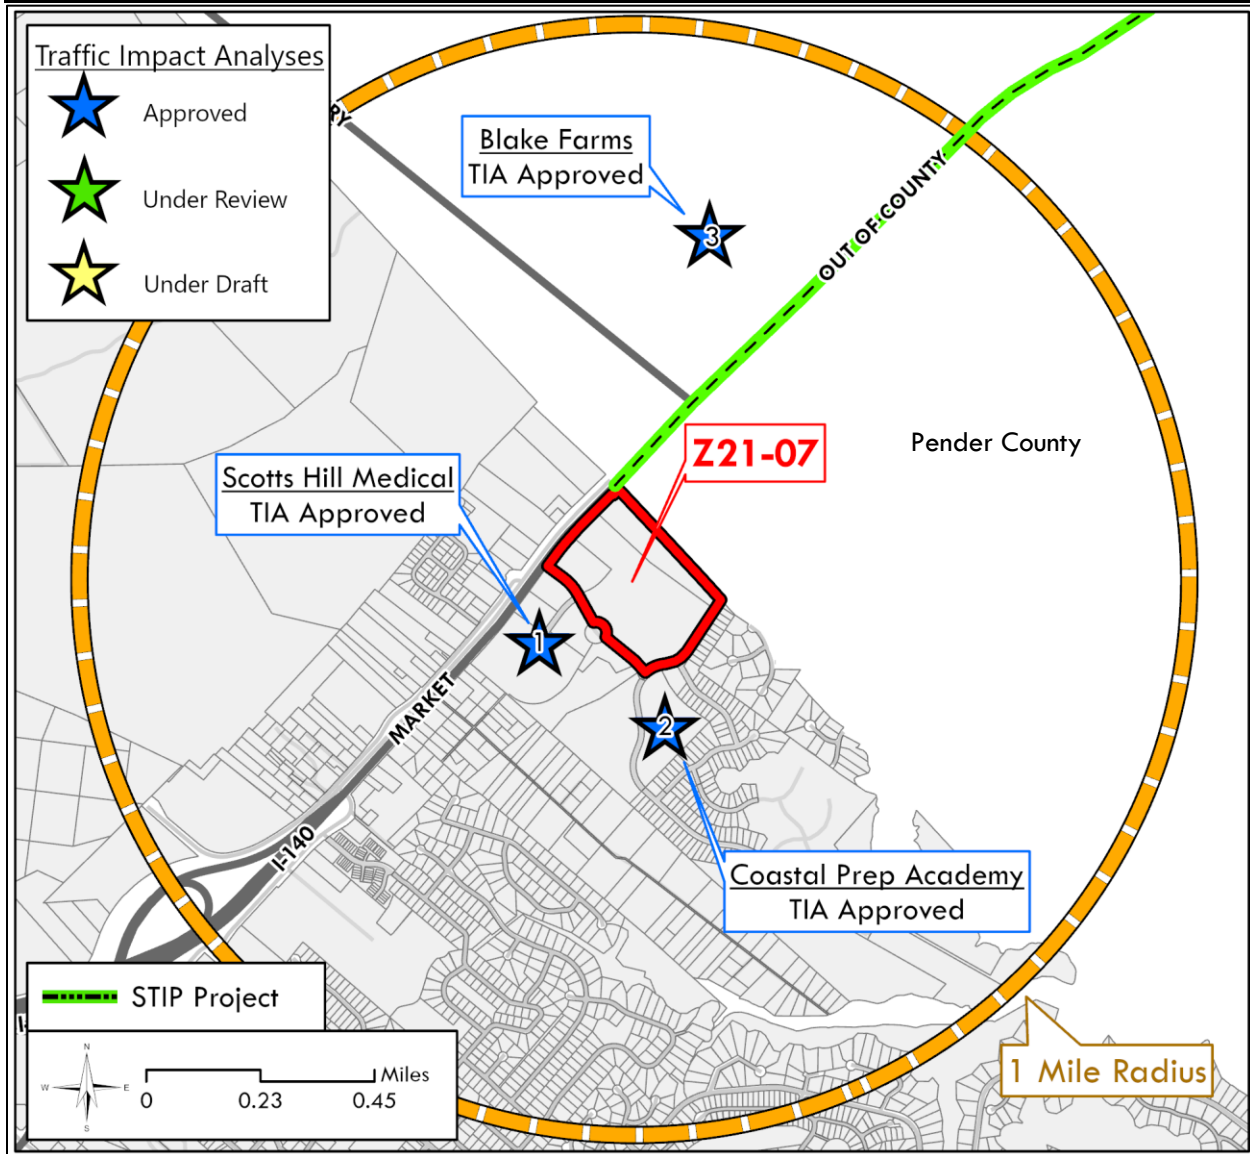 Traffic Impact Analyses
Approved
Under Review
Under Draft
RY
Blake Farms
TIA Approved
3
OUT OF COUNTY
Z21-07
Pender County
Scotts Hill Medical
TIA Approved
1
2
MARKET
I-140
Coastal Prep Academy
TIA Approved
STIP Project
1 Mile Radius
N
W
E
S
Miles
0
0.23
0.45